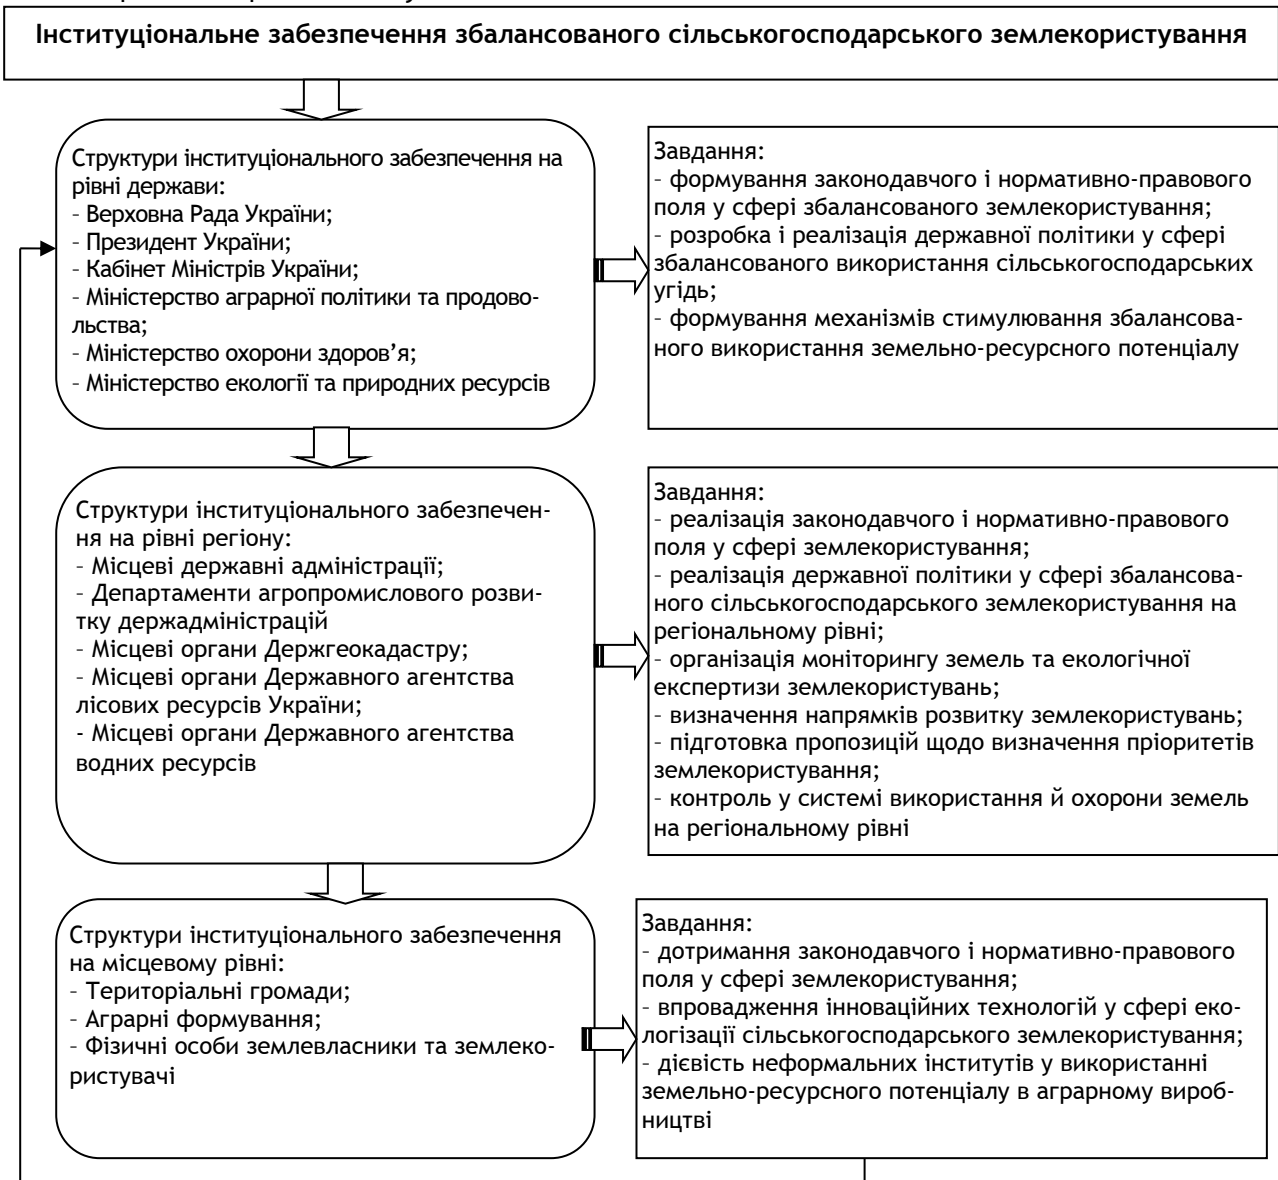 Інституціональне забезпечення збалансованого сільськогосподарського землекористування
Структури інституціонального забезпечення на
рівні держави:
- Верховна Рада України;
- Президент України;
- Кабінет Міністрів України;
- Міністерство аграрної політики та продово-
льства;
- Міністерство охорони здоров’я;
- Міністерство екології та природних ресурсів
Завдання:
- формування законодавчого і нормативно-правового
поля у сфері збалансованого землекористування;
- розробка і реалізація державної політики у сфері
збалансованого використання сільськогосподарських
угідь;
- формування механізмів стимулювання збалансова-
ного використання земельно-ресурсного потенціалу
Структури інституціонального забезпечен-
ня на рівні регіону:
- Місцеві державні адміністрації;
- Департаменти агропромислового розви-
тку держадміністрацій
- Місцеві органи Держгеокадастру;
- Місцеві органи Державного агентства
лісових ресурсів України;
- Місцеві органи Державного агентства
водних ресурсів
Завдання:
- реалізація законодавчого і нормативно-правового
поля у сфері землекористування;
- реалізація державної політики у сфері збалансова-
ного сільськогосподарського землекористування на
регіональному рівні;
- організація моніторингу земель та екологічної
експертизи землекористувань;
- визначення напрямків розвитку землекористувань;
- підготовка пропозицій щодо визначення пріоритетів
землекористування;
- контроль у системі використання й охорони земель
на регіональному рівні
Структури інституціонального забезпечення
на місцевому рівні:
- Територіальні громади;
- Аграрні формування;
- Фізичні особи землевласники та землеко-
ристувачі
Завдання:
- дотримання законодавчого і нормативно-правового
поля у сфері землекористування;
- впровадження інноваційних технологій у сфері еко-
логізації сільськогосподарського землекористування;
- дієвість неформальних інститутів у використанні
земельно-ресурсного потенціалу в аграрному вироб-
ництві